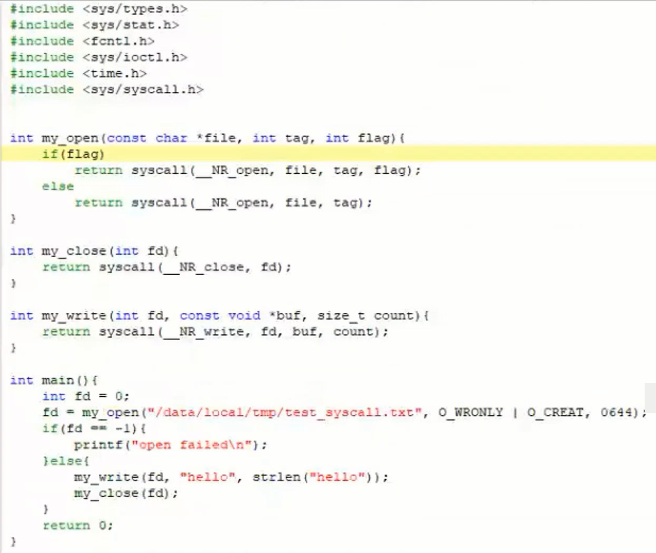 #include <sys/types.h>
#include <sys/stat.h>
#include <fcntl.h>
#include <sys/ioctl.h>
#include <time.h>
#include <sys/syscall.h>
int my_open(const char *file, int tag, int flag){
    if(flag)
        return syscall(__NR_open, file, tag, flag);
    else
        return syscall(__NR_open, file, tag);
}
int my_close(int fd){
    return syscall(__NR_close, fd);
}
int my_write(int fd, const void *buf, size_t count){
    return syscall(__NR_write, fd, buf, count);
}
int main(){
    int fd = 0;
    fd = my_open("/data/local/tmp/test_syscall.txt", O_WRONLY | O_CREAT, 0644);
    if(fd == -1){
        printf("open failed\n");
    }else{
        my_write(fd, "hello", strlen("hello"));
        my_close(fd);
    }
    return 0;
}